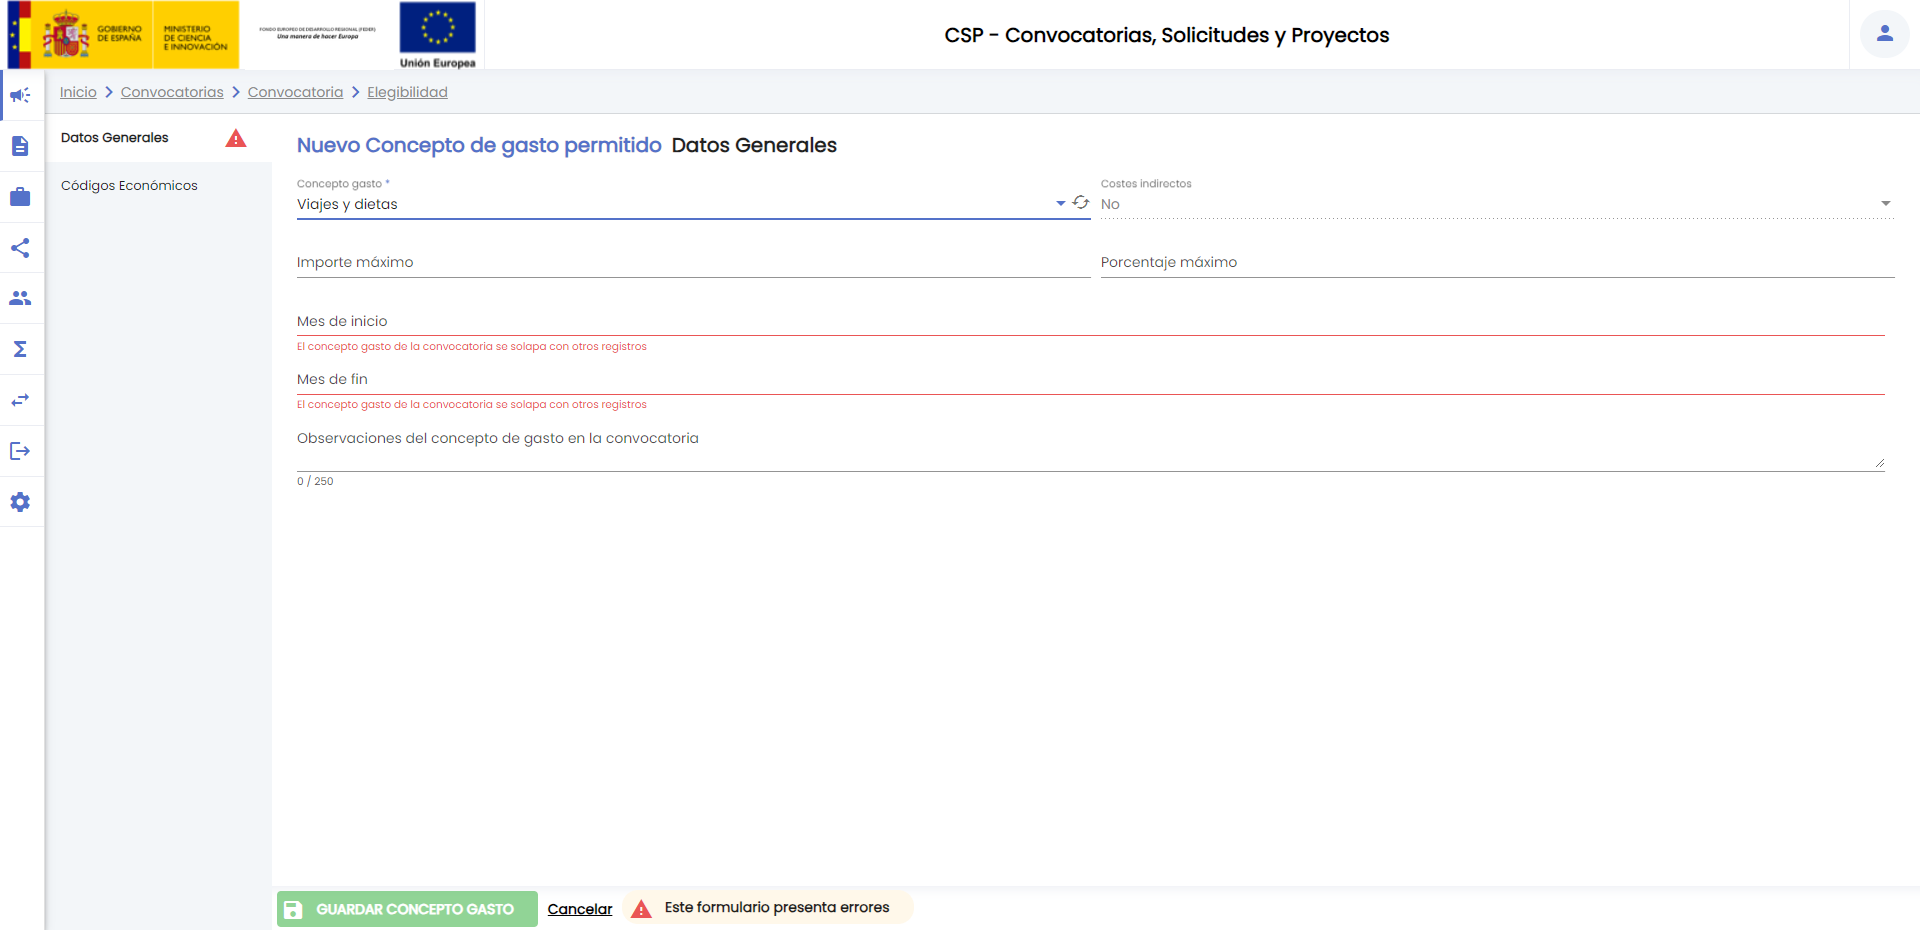 GOBIERNO
DE ESPAÑA
MINISTERIO
DE CIENCIA
E INNOVACIÓN
FONDO EUROPEO DE DESARROLLO REGIONAL (FEDER)
Una manera de hacer Europa
Unión Europea
CSP - Convocatorias, Solicitudes y Proyectos
Inicio > Convocatorias > Convocatoria > Elegibilidad
Datos Generales
Códigos Económicos
Nuevo Concepto de gasto permitido Datos Generales
Concepto gasto *
Viajes y dietas
Costes indirectos
No
Importe máximo
Porcentaje máximo
Mes de inicio
El concepto gasto de la convocatoria se solapa con otros registros
Mes de fin
El concepto gasto de la convocatoria se solapa con otros registros
Observaciones del concepto de gasto en la convocatoria
0 / 250
GUARDAR CONCEPTO GASTO
Cancelar
Este formulario presenta errores